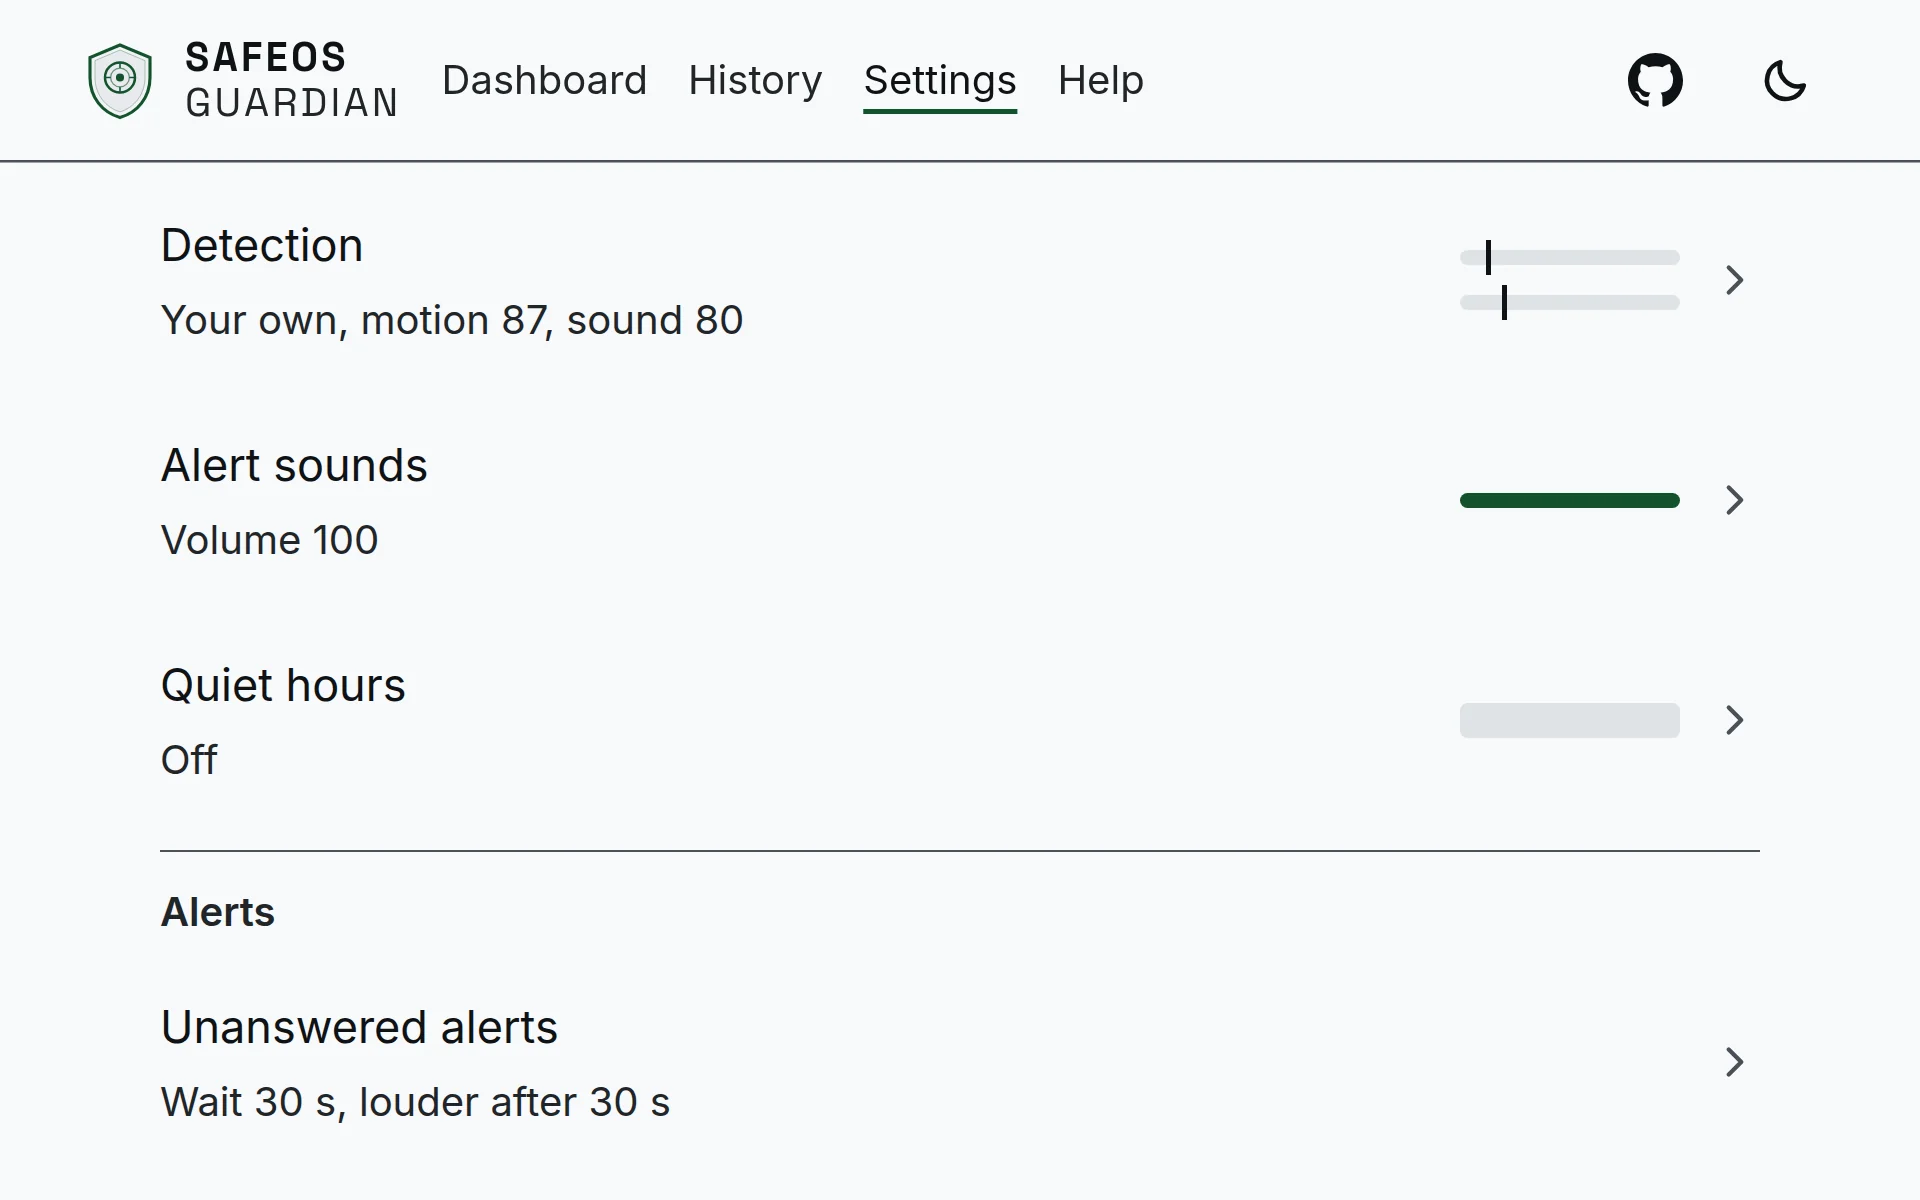 SAFEOS
GUARDIAN
Dashboard
History
Settings
Help
Detection
Your own, motion 87, sound 80
Alert sounds
Volume 100
Quiet hours
Off
Alerts
Unanswered alerts
Wait 30 s, louder after 30 s